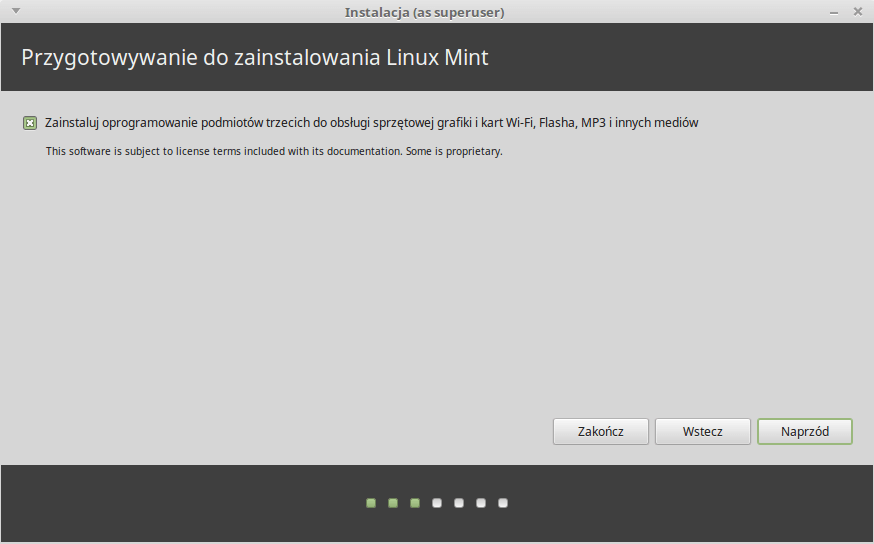 Instalacja (as superuser)
Przygotowywanie do zainstalowania Linux Mint
Zainstaluj oprogramowanie podmiotów trzecich do obsługi sprzętowej grafiki i kart Wi-Fi, Flasha, MP3 i innych mediów
This software is subject to license terms included with its documentation. Some is proprietary.
Zakończ
Wstecz
Naprzód